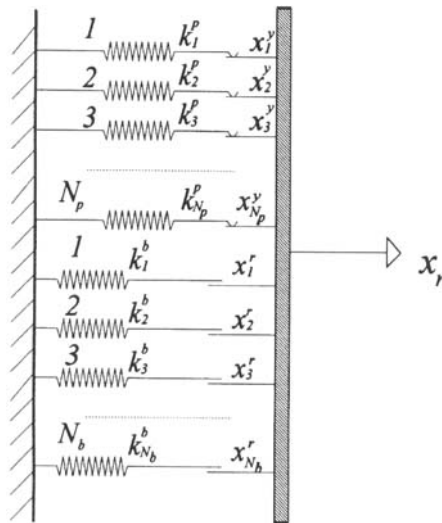 1 k_1^p x_1^y
2 k_2^p x_2^y
3 k_3^p x_3^y
N_p k_{N_p}^p x_{N_p}^y
x_r
1 k_1^b x_1^r
2 k_2^b x_2^r
3 k_3^b x_3^r
N_b k_{N_b}^b x_{N_b}^r